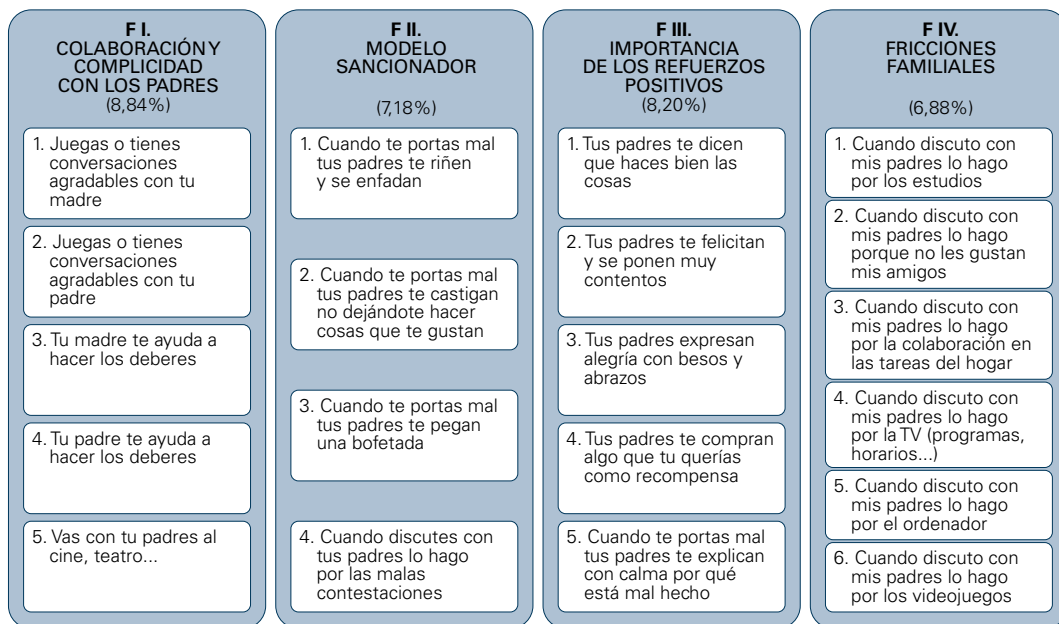 F I.
COLABORACIÓN Y
COMPLICIDAD
CON LOS PADRES
(8,84%)
1. Juegas o tienes
conversaciones
agradables con tu
madre
2. Juegas o tienes
conversaciones
agradables con tu
padre
3. Tu madre te ayuda a
hacer los deberes
4. Tu padre te ayuda a
hacer los deberes
5. Vas con tu padres al
cine, teatro...
F II.
MODELO
SANCIONADOR
(7,18%)
1. Cuando te portas mal
tus padres te riñen
y se enfadan
2. Cuando te portas mal
tus padres te castigan
no dejándote hacer
cosas que te gustan
3. Cuando te portas mal
tus padres te pegan
una bofetada
4. Cuando discutes con
tus padres lo hago
por las malas
contestaciones
F III.
IMPORTANCIA
DE LOS REFUERZOS
POSITIVOS
(8,20%)
1. Tus padres te dicen
que haces bien las
cosas
2. Tus padres te felicitan
y se ponen muy
contentos
3. Tus padres expresan
alegría con besos y
abrazos
4. Tus padres te compran
algo que tu querías
como recompensa
5. Cuando te portas mal
tus padres te explican
con calma por qué
está mal hecho
F IV.
FRICCIONES
FAMILIALES
(6,88%)
1. Cuando discuto con
mis padres lo hago
por los estudios
2. Cuando discuto con
mis padres lo hago
porque no les gustan
mis amigos
3. Cuando discuto con
mis padres lo hago
por la colaboración en
las tareas del hogar
4. Cuando discuto con
mis padres lo hago
por la TV (programas,
horarios...)
5. Cuando discuto con
mis padres lo hago
por el ordenador
6. Cuando discuto con
mis padres lo hago
por los videojuegos